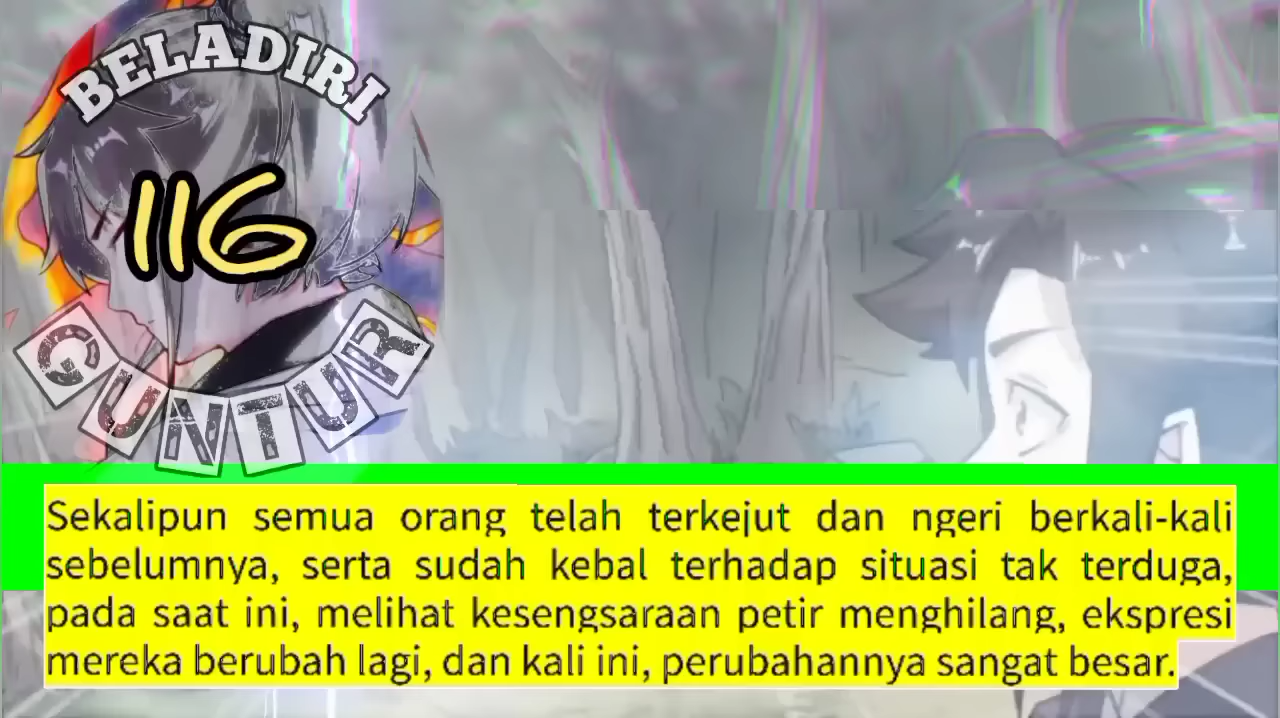 BELADIRI
116
GUNTUR
Sekalipun semua orang telah terkejut dan ngeri berkali-kali
sebelumnya, serta sudah kebal terhadap situasi tak terduga,
pada saat ini, melihat kesengsaraan petir menghilang, ekspresi
mereka berubah lagi, dan kali ini, perubahannya sangat besar.